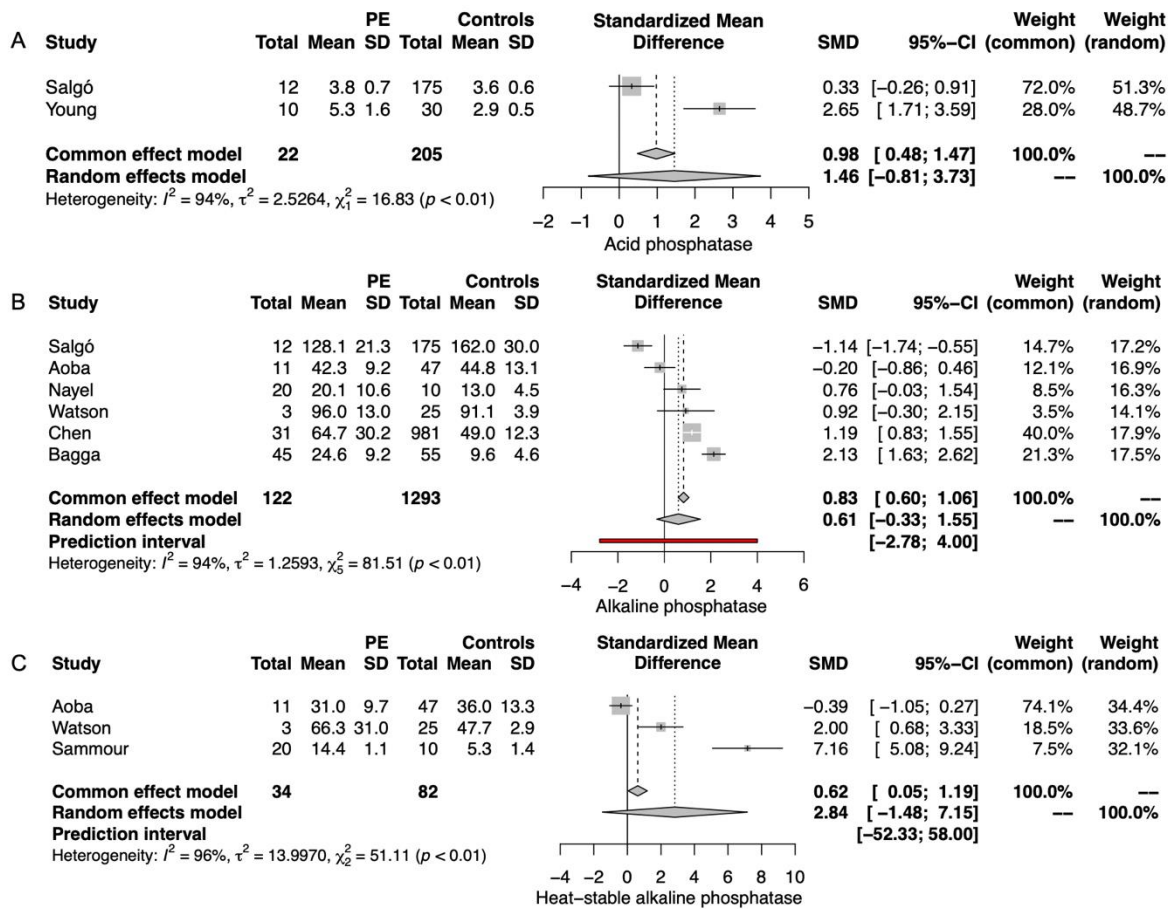 A
PE Controls Standardized Mean Weight Weight
Study Total Mean SD Total Mean SD Difference SMD 95%−CI (common) (random)
Salgó 12 3.8 0.7 175 3.6 0.6 0.33 [−0.26; 0.91] 72.0% 51.3%
Young 10 5.3 1.6 30 2.9 0.5 2.65 [ 1.71; 3.59] 28.0% 48.7%
Common effect model 22 205 0.98 [ 0.48; 1.47] 100.0% −−
Random effects model 1.46 [−0.81; 3.73] −− 100.0%
Heterogeneity: I² = 94%, τ² = 2.5264, χ²₁ = 16.83 (p < 0.01)
−2 −1 0 1 2 3 4 5
Acid phosphatase
B
PE Controls Standardized Mean Weight Weight
Study Total Mean SD Total Mean SD Difference SMD 95%−CI (common) (random)
Salgó 12 128.1 21.3 175 162.0 30.0 −1.14 [−1.74; −0.55] 14.7% 17.2%
Aoba 11 42.3 9.2 47 44.8 13.1 −0.20 [−0.86; 0.46] 12.1% 16.9%
Nayel 20 20.1 10.6 10 13.0 4.5 0.76 [−0.03; 1.54] 8.5% 16.3%
Watson 3 96.0 13.0 25 91.1 3.9 0.92 [−0.30; 2.15] 3.5% 14.1%
Chen 31 64.7 30.2 981 49.0 12.3 1.19 [ 0.83; 1.55] 40.0% 17.9%
Bagga 45 24.6 9.2 55 9.6 4.6 2.13 [ 1.63; 2.62] 21.3% 17.5%
Common effect model 122 1293 0.83 [ 0.60; 1.06] 100.0% −−
Random effects model 0.61 [−0.33; 1.55] −− 100.0%
Prediction interval [−2.78; 4.00]
Heterogeneity: I² = 94%, τ² = 1.2593, χ²₅ = 81.51 (p < 0.01)
−4 −2 0 2 4 6
Alkaline phosphatase
C
PE Controls Standardized Mean Weight Weight
Study Total Mean SD Total Mean SD Difference SMD 95%−CI (common) (random)
Aoba 11 31.0 9.7 47 36.0 13.3 −0.39 [ −1.05; 0.27] 74.1% 34.4%
Watson 3 66.3 31.0 25 47.7 2.9 2.00 [ 0.68; 3.33] 18.5% 33.6%
Sammour 20 14.4 1.1 10 5.3 1.4 7.16 [ 5.08; 9.24] 7.5% 32.1%
Common effect model 34 82 0.62 [ 0.05; 1.19] 100.0% −−
Random effects model 2.84 [ −1.48; 7.15] −− 100.0%
Prediction interval [−52.33; 58.00]
Heterogeneity: I² = 96%, τ² = 13.9970, χ²₂ = 51.11 (p < 0.01)
−4 −2 0 2 4 6 8 10
Heat−stable alkaline phosphatase